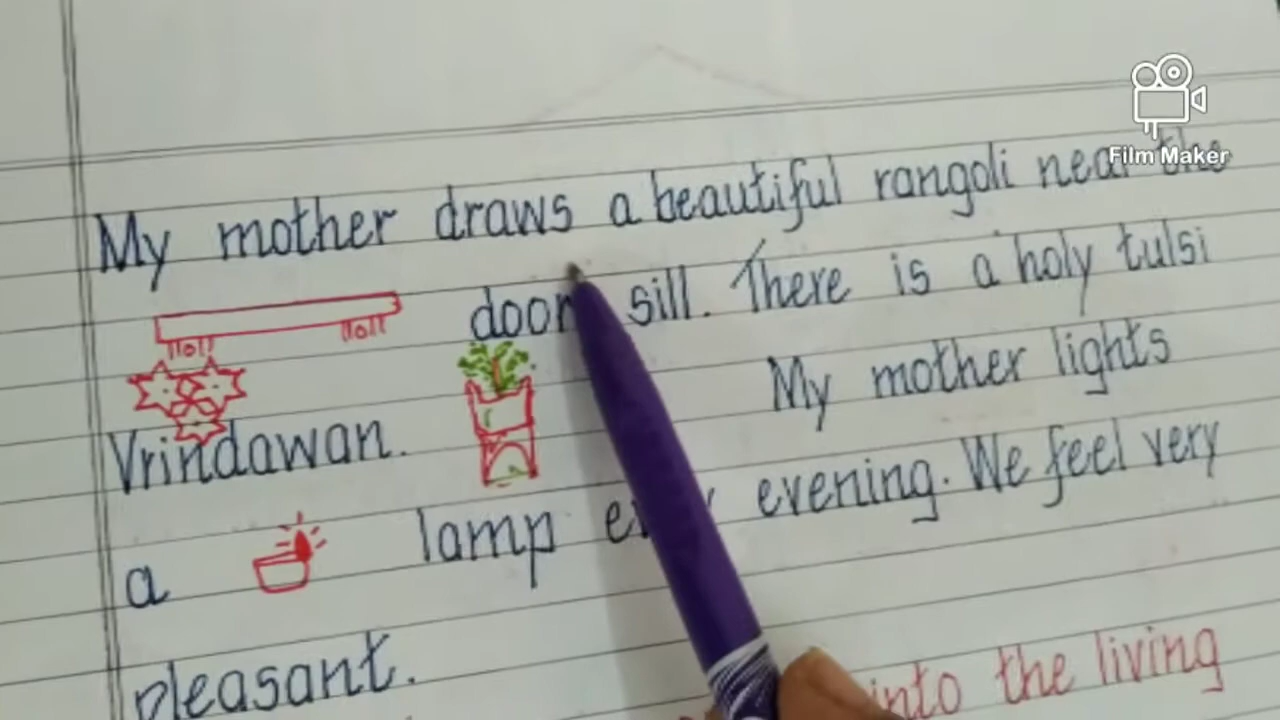 Film Maker
My mother draws a beautiful rangoli near the
door sill. There is a holy tulsi
Vrindawan. My mother lights
a lamp evening. We feel very
pleasant.
into the living